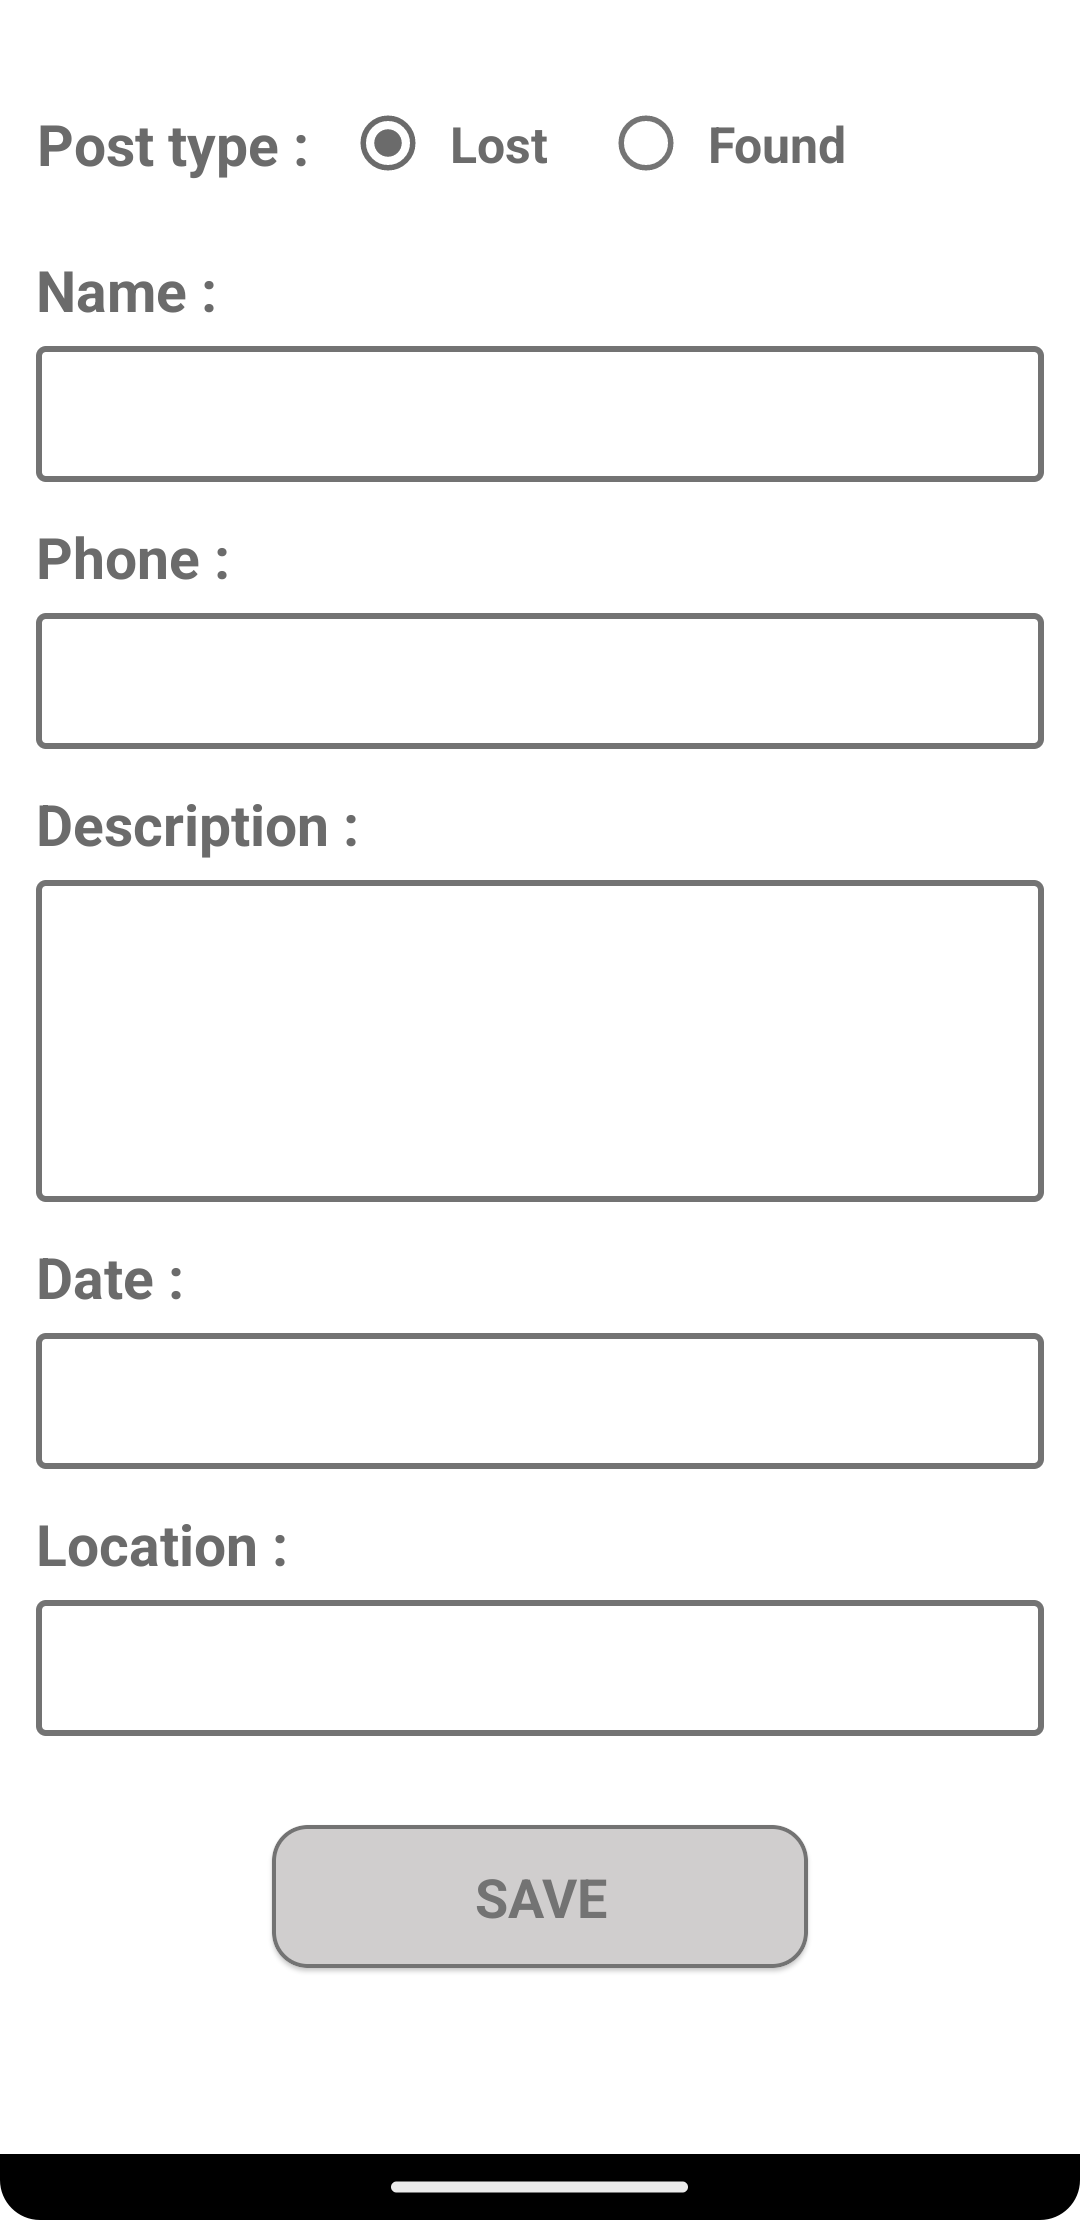 Post type : Lost Found
Name :
Phone :
Description :
Date :
Location :
SAVE